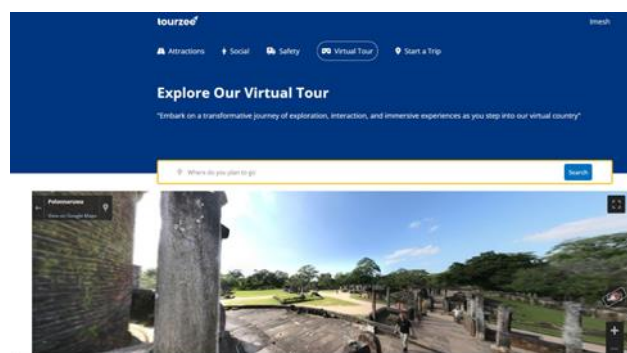 tourzee
Imesh
Attractions
Social
Safety
Virtual Tour
Start a Trip
Explore Our Virtual Tour
"Embark on a transformative journey of exploration, interaction, and immersive experiences as you step into our virtual country"
Where do you plan to go
Search
Polonnaruwa
View on Google Maps